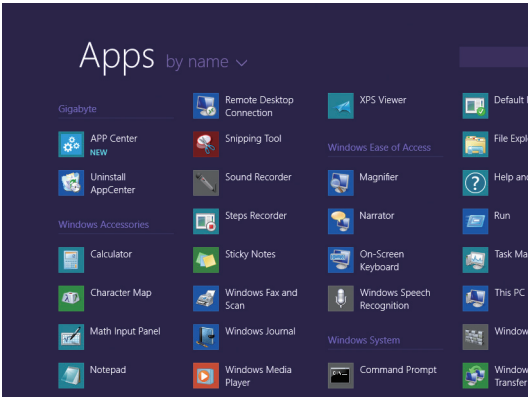 Apps by name
Gigabyte
APP Center
NEW
Uninstall
AppCenter
Windows Accessories
Calculator
Character Map
Math Input Panel
Notepad
Remote Desktop
Connection
Snipping Tool
Sound Recorder
Steps Recorder
Sticky Notes
Windows Fax and
Scan
Windows Journal
Windows Media
Player
XPS Viewer
Windows Ease of Access
Magnifier
Narrator
On-Screen
Keyboard
Windows Speech
Recognition
Windows System
Command Prompt
Default
File Expl
Help and
Run
Task Ma
This PC
Window
Window
Transfer